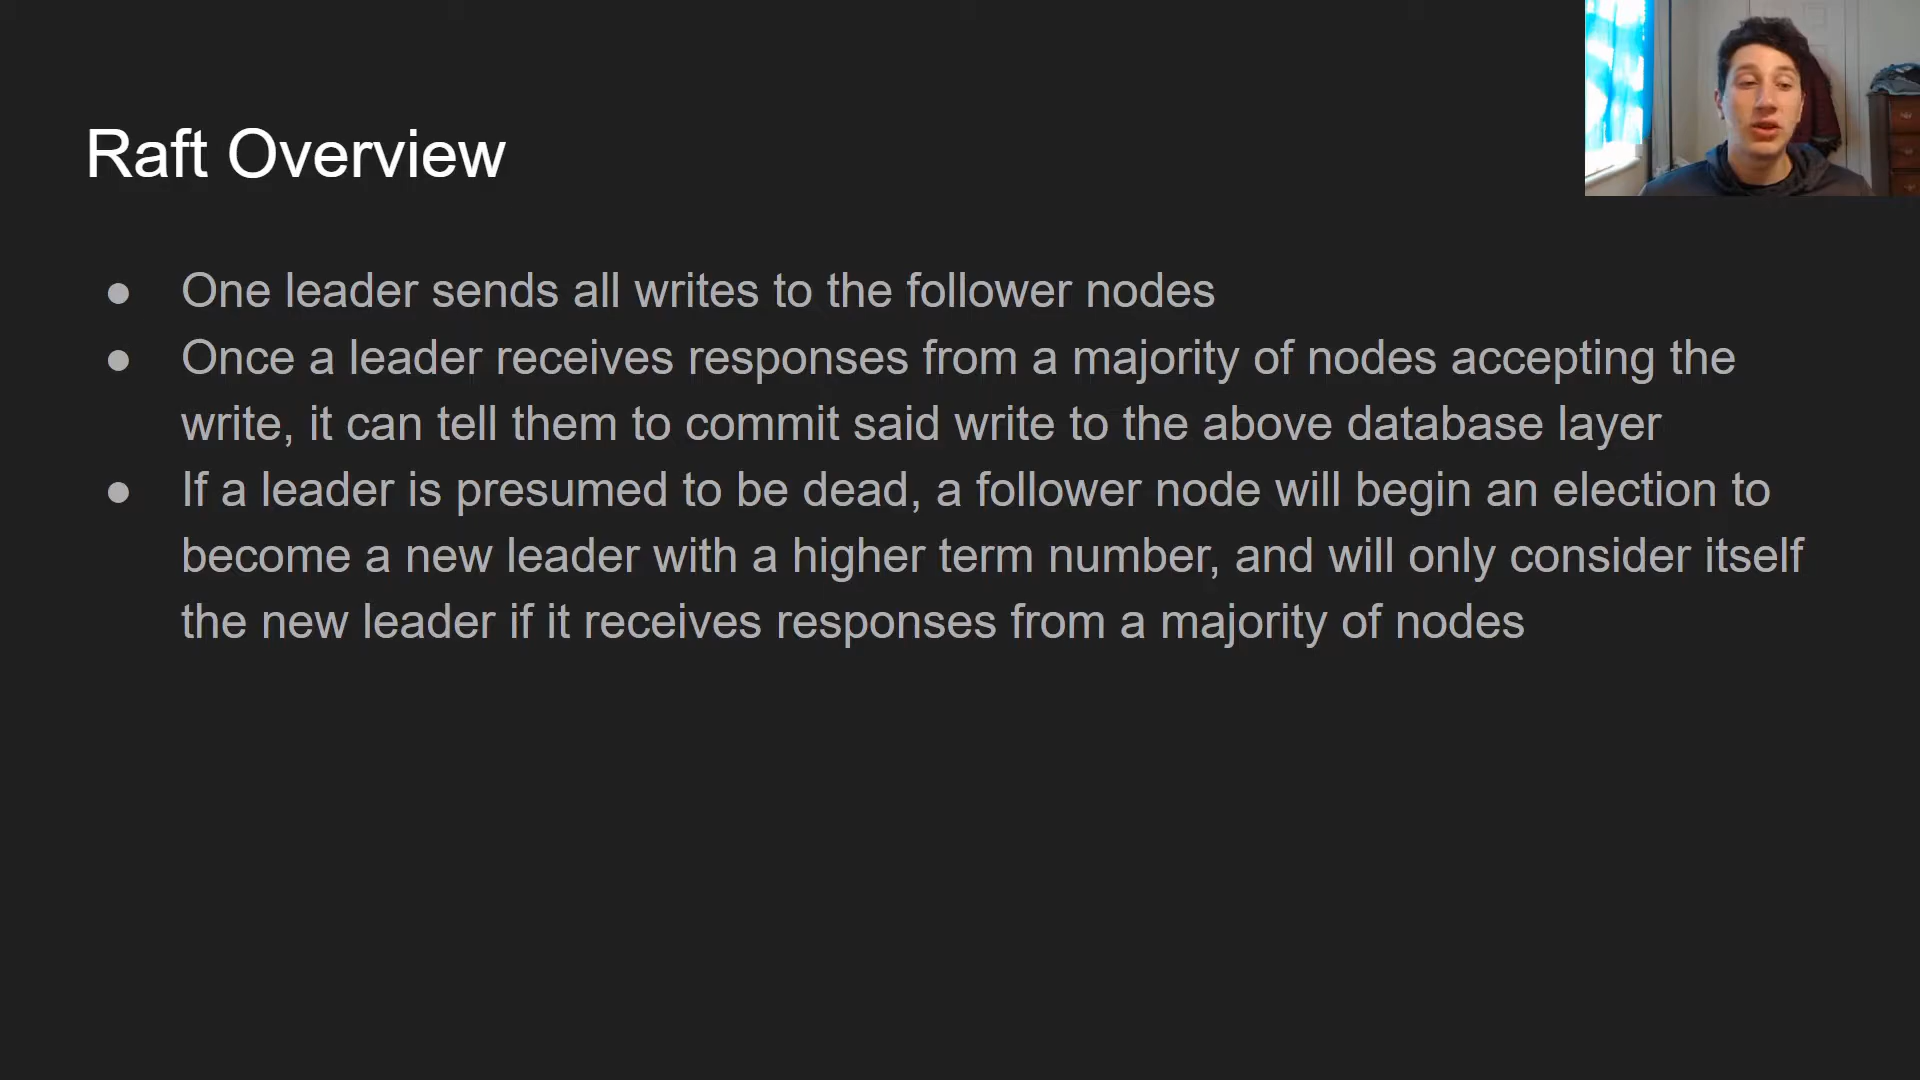 Raft Overview
● One leader sends all writes to the follower nodes
● Once a leader receives responses from a majority of nodes accepting the
write, it can tell them to commit said write to the above database layer
● If a leader is presumed to be dead, a follower node will begin an election to
become a new leader with a higher term number, and will only consider itself
the new leader if it receives responses from a majority of nodes